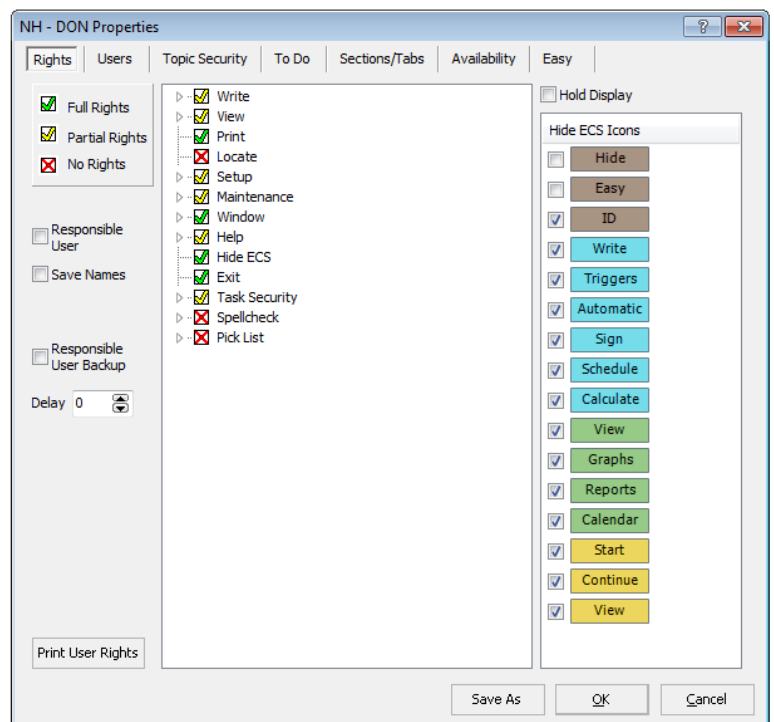 NH - DON Properties
Rights
Users
Topic Security
To Do
Sections/Tabs
Availability
Easy
Full Rights
Partial Rights
No Rights
Responsible
User
Save Names
Responsible
User Backup
Delay 0
Print User Rights
Write
View
Print
Locate
Setup
Maintenance
Window
Help
Hide ECS
Exit
Task Security
Spellcheck
Pick List
Hold Display
Hide ECS Icons
Hide
Easy
ID
Write
Triggers
Automatic
Sign
Schedule
Calculate
View
Graphs
Reports
Calendar
Start
Continue
View
Save As
OK
Cancel